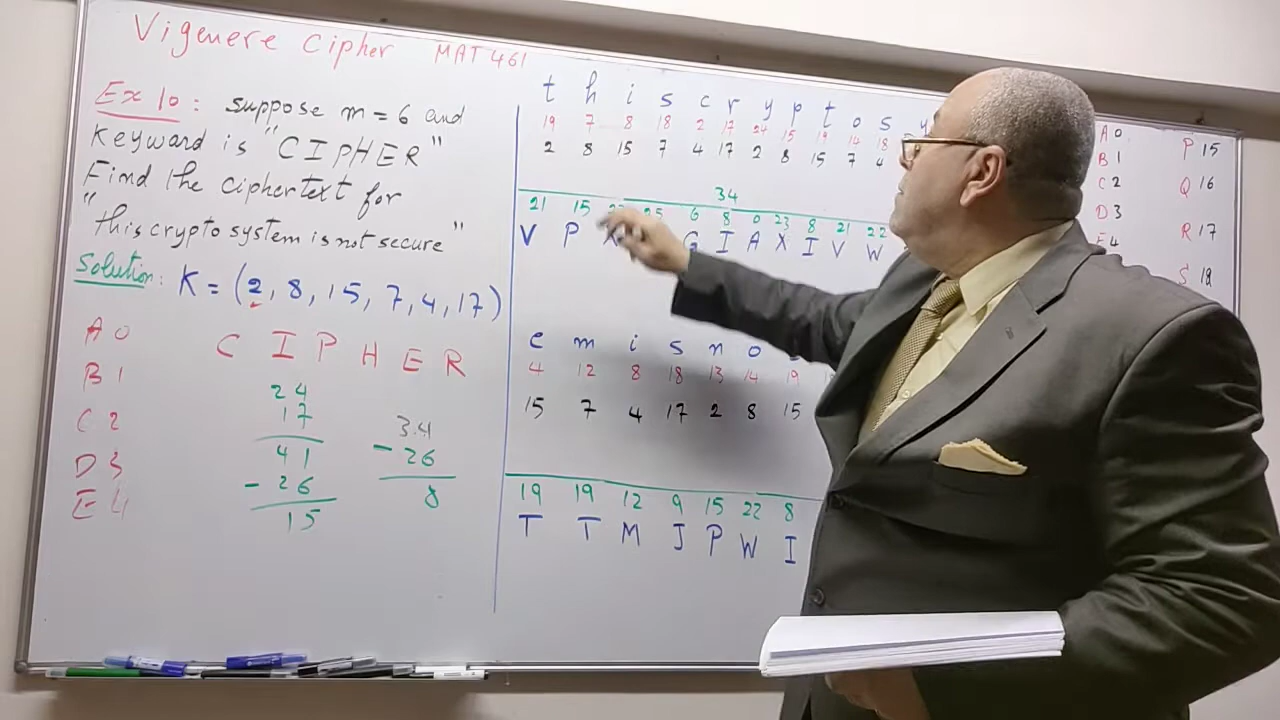 Vigenere Cipher MAT 461
Ex 10: suppose m = 6 and
Keyward is "CIPHER"
Find the ciphertext for
"this crypto system is not secure"
Solution: K = (2, 8, 15, 7, 4, 17)
C I P H E R
A 0
B 1
C 2
D 3
E 4
24
17
41
- 26
15
34
- 26
8
t h i s c r y p t o s
19 7 8 18 2 17 24 15 19 14 18
2 8 15 7 4 17 2 8 15 7 4
34
21 15 25 6 8 0 23 8 21 22
V P G I A X I V W
e m i s n o
4 12 8 18 13 14 19
15 7 4 17 2 8 15
19 19 12 9 15 22 8
T T M J P W I
A 0
B 1
C 2
D 3
E 4
P 15
Q 16
R 17
S 18